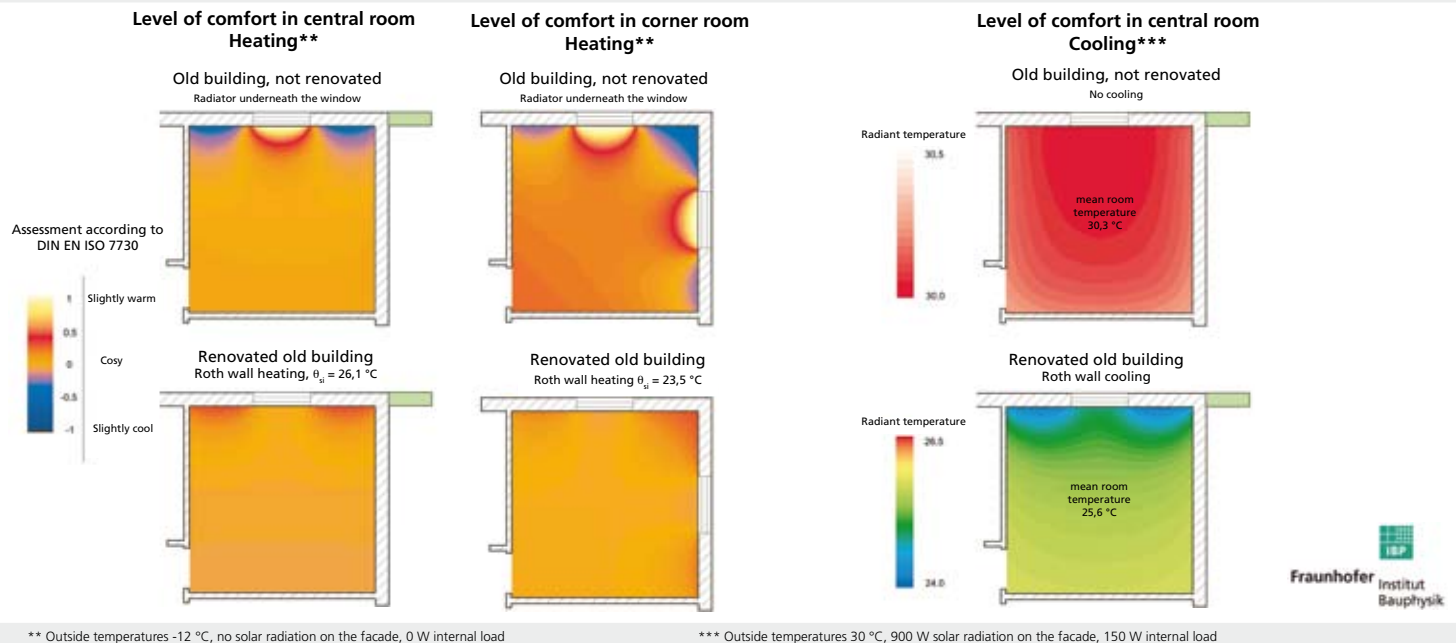 Level of comfort in central room
Heating**
Old building, not renovated
Radiator underneath the window
Level of comfort in corner room
Heating**
Old building, not renovated
Radiator underneath the window
Level of comfort in central room
Cooling***
Old building, not renovated
No cooling
Assessment according to
DIN EN ISO 7730
1
Slightly warm
0.5
0
Cosy
-0.5
-1
Slightly cool
Radiant temperature
30.5
30.0
mean room
temperature
30,3 °C
Renovated old building
Roth wall heating, θsi = 26,1 °C
Renovated old building
Roth wall heating θsi = 23,5 °C
Renovated old building
Roth wall cooling
Radiant temperature
26.5
24.0
mean room
temperature
25,6 °C
IBP
Fraunhofer Institut
Bauphysik
** Outside temperatures -12 °C, no solar radiation on the facade, 0 W internal load
*** Outside temperatures 30 °C, 900 W solar radiation on the facade, 150 W internal load